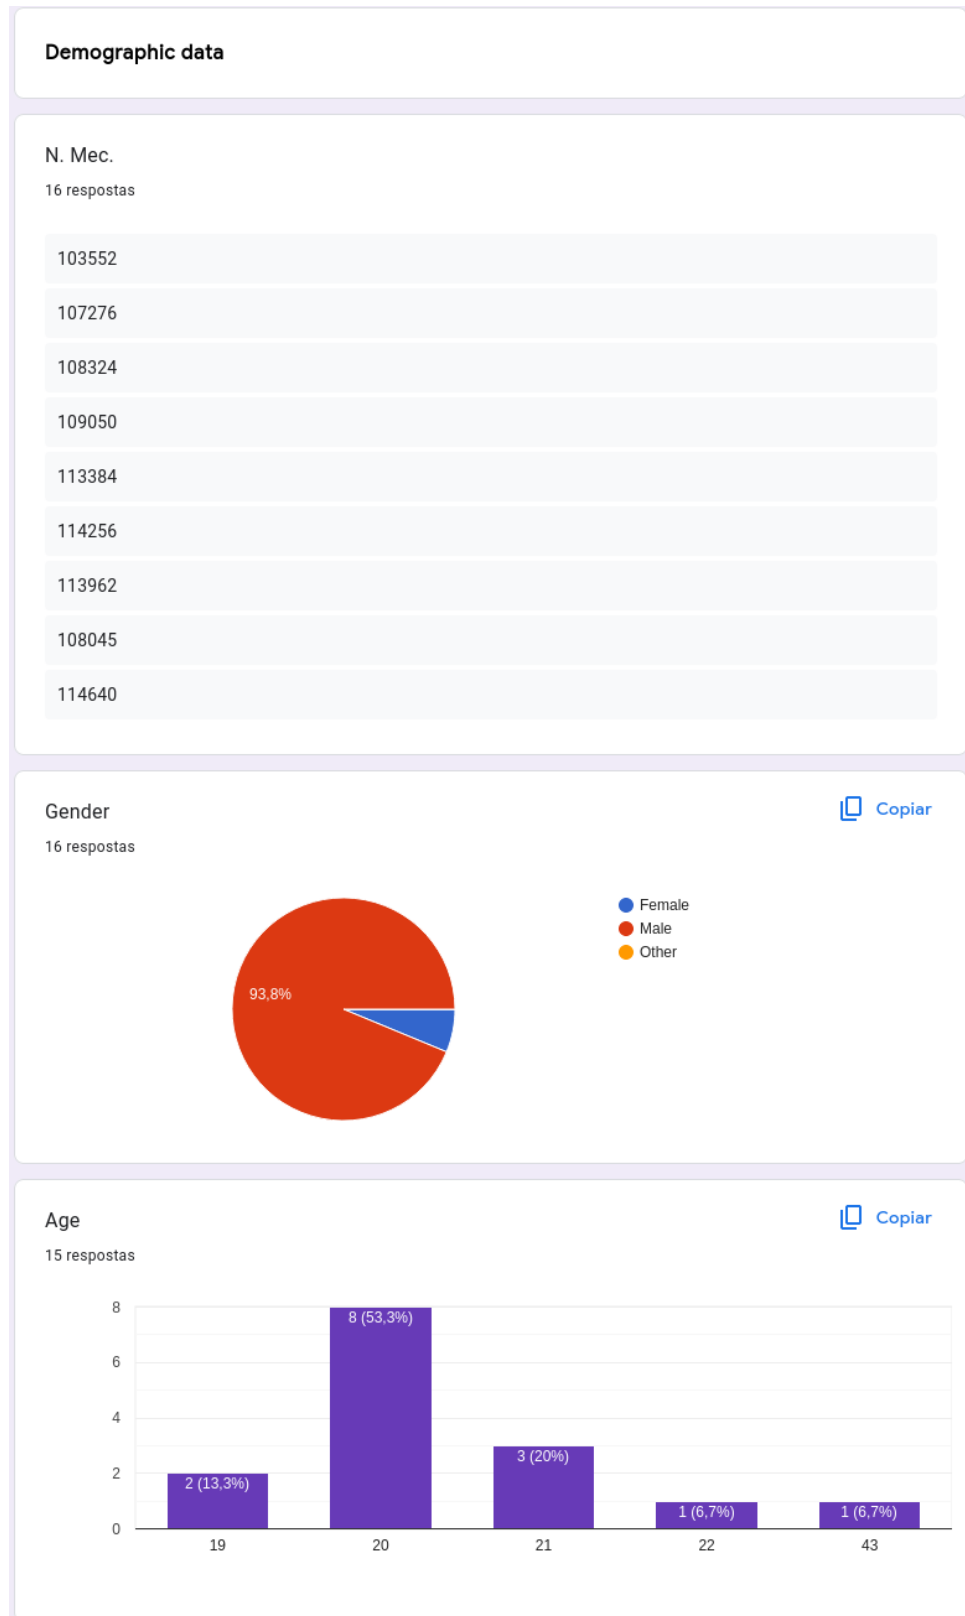 Demographic data
N. Mec.
16 respostas
103552
107276
108324
109050
113384
114256
113962
108045
114640
Gender
Copiar
16 respostas
Female
Male
Other
93,8%
Age
Copiar
15 respostas
8
6
4
2
0
2 (13,3%)
8 (53,3%)
3 (20%)
1 (6,7%)
1 (6,7%)
19
20
21
22
43